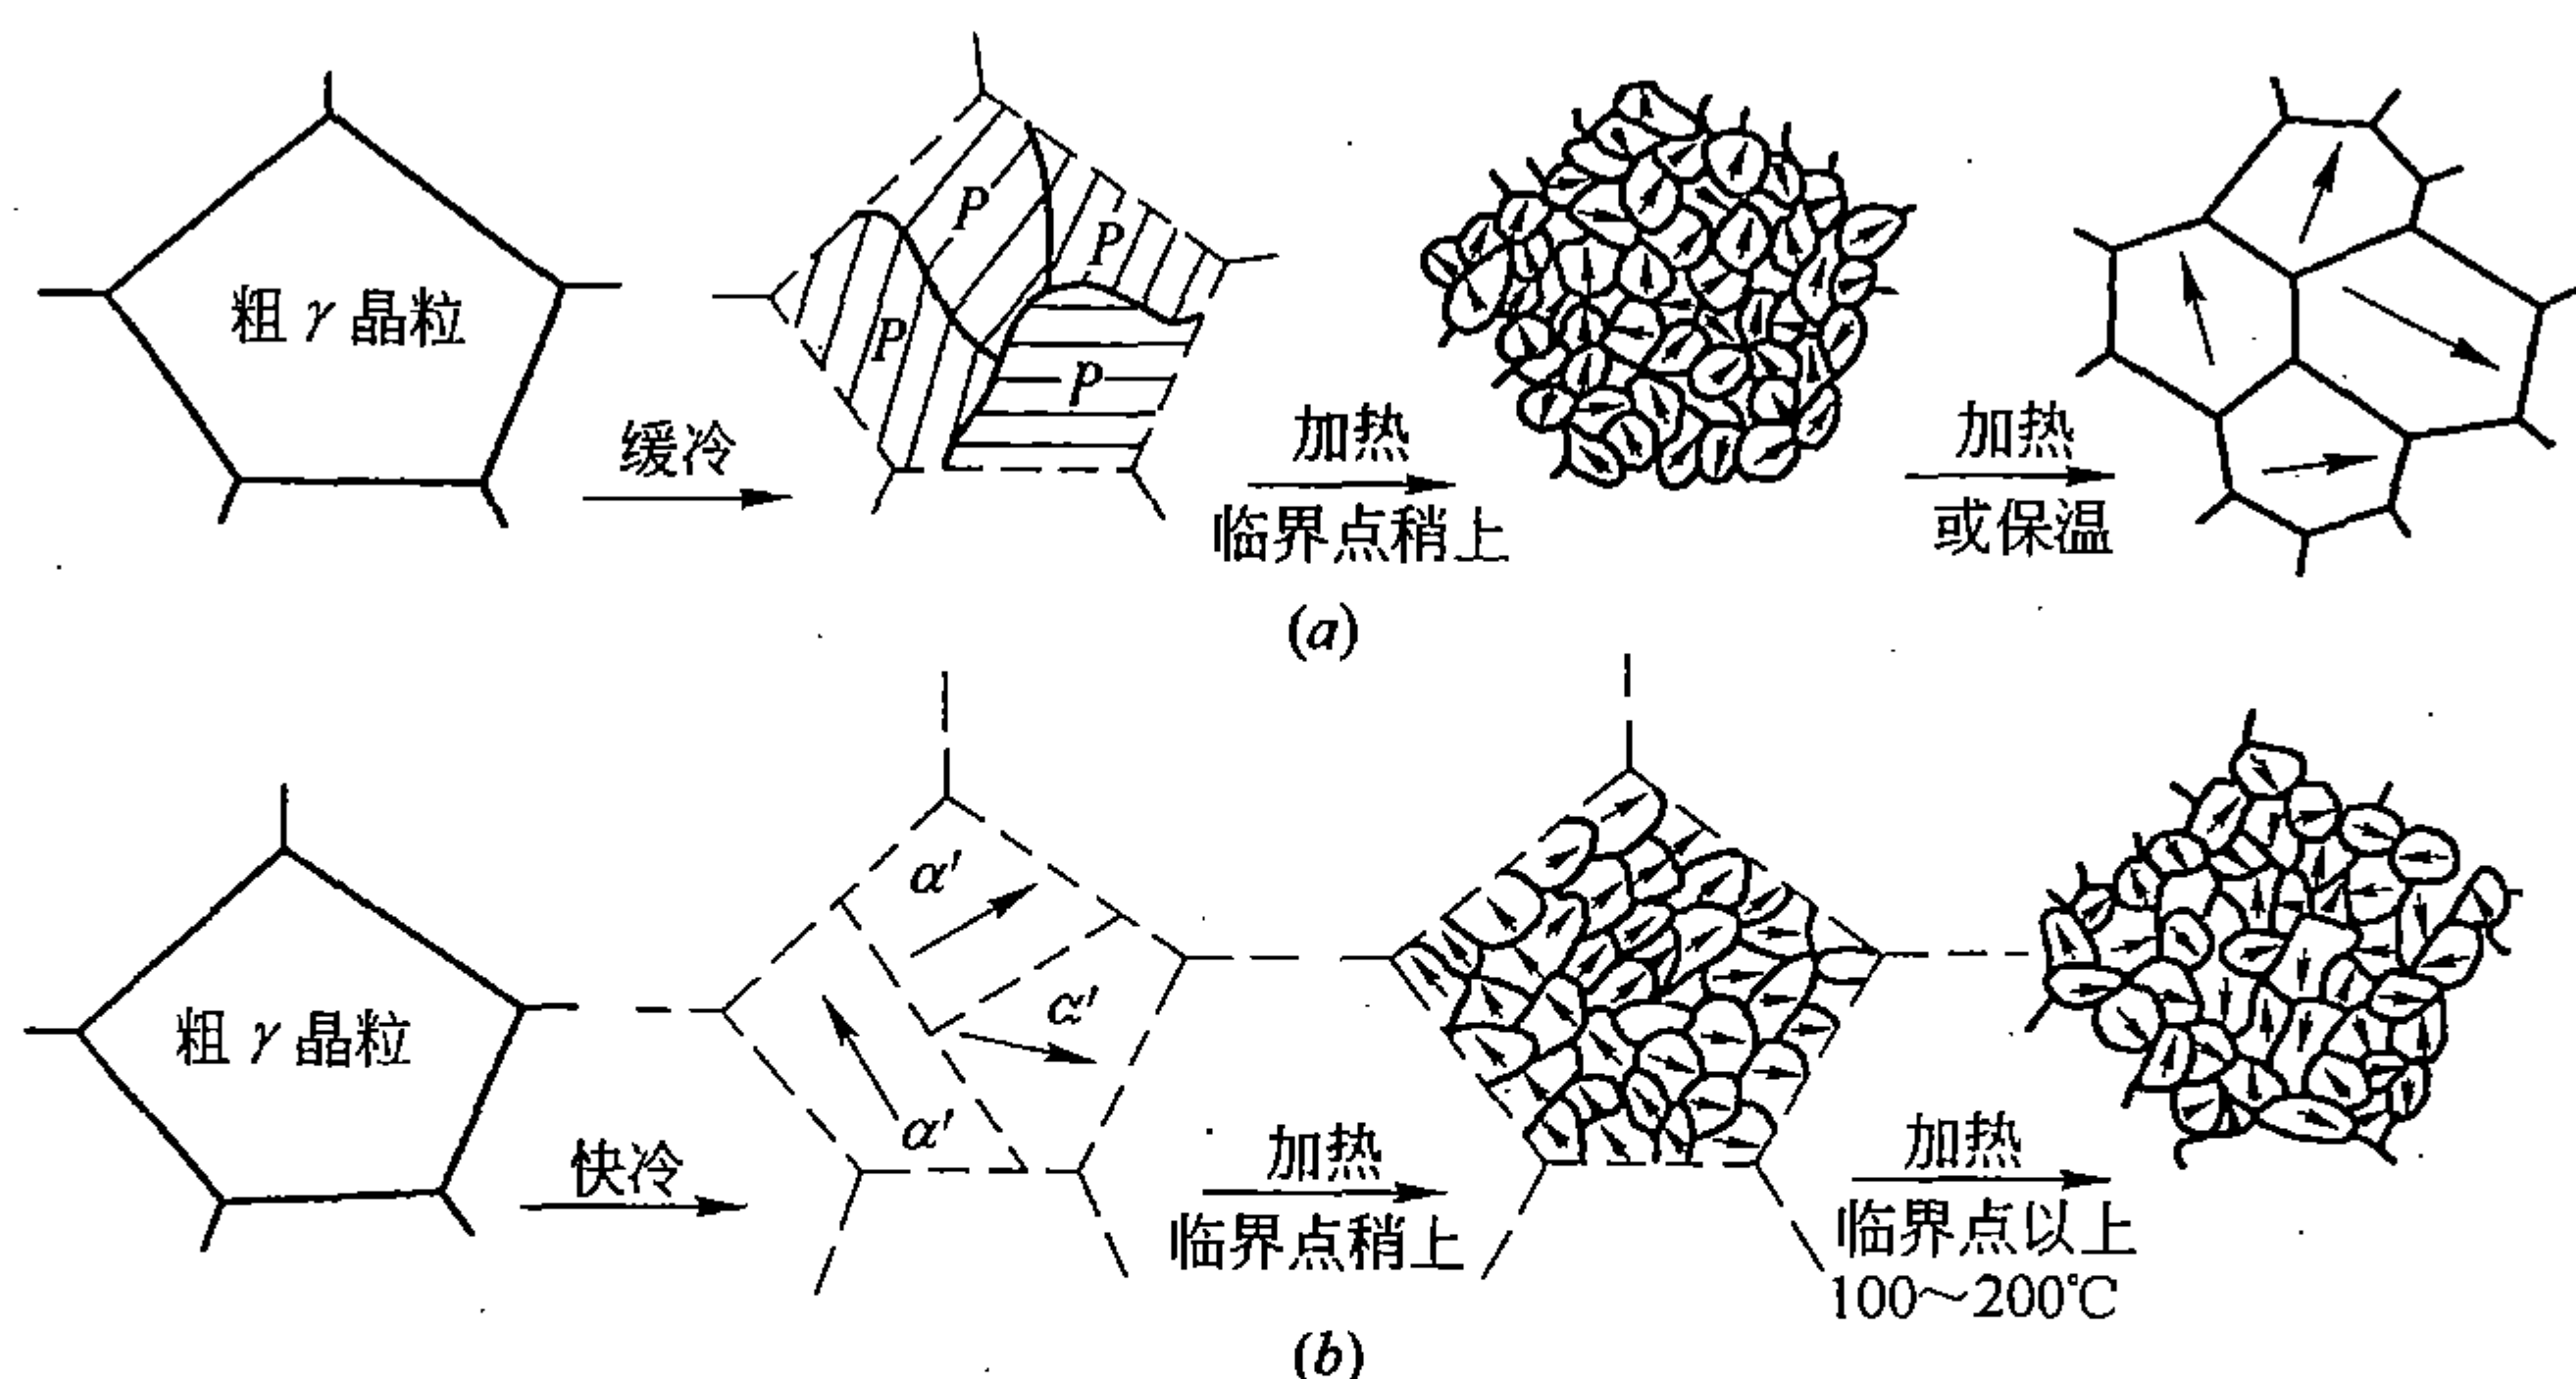 粗 γ 晶粒
缓冷
P
P
P
P
加热
临界点稍上
加热
或保温
(a)
粗 γ 晶粒
快冷
α′
α′
α′
加热
临界点稍上
加热
临界点以上
100～200℃
(b)